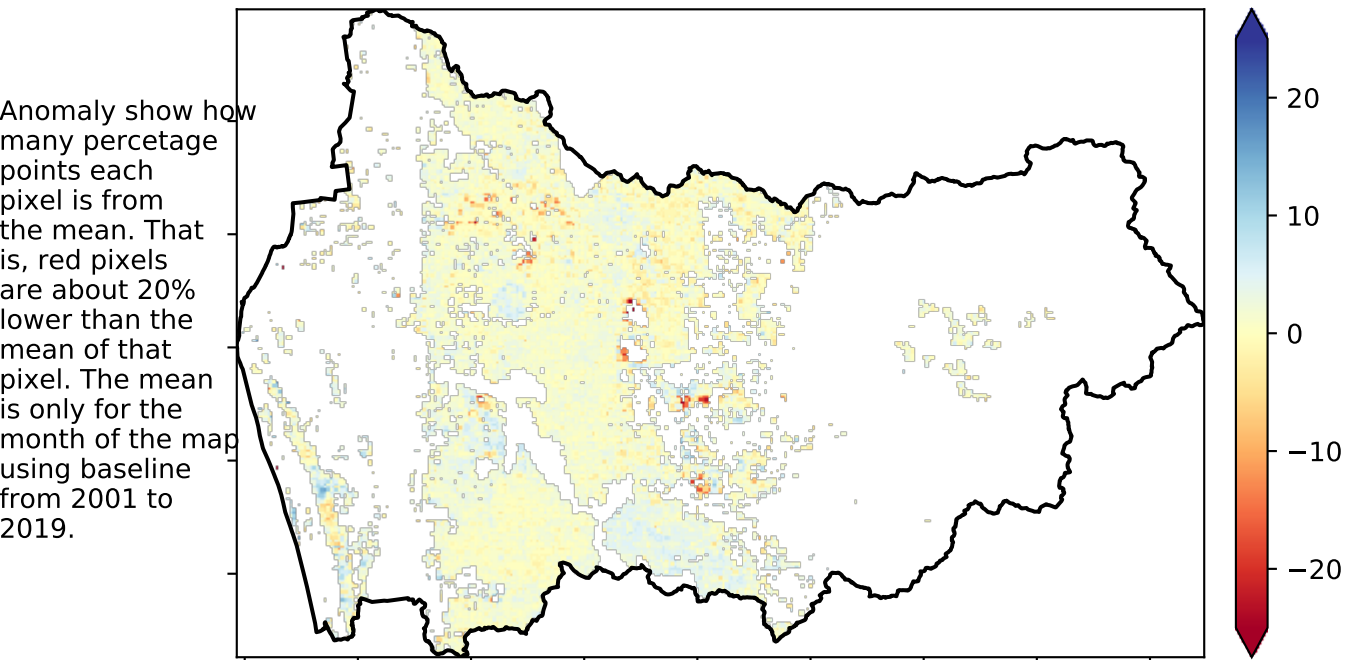 Anomaly show how
many percetage
points each
pixel is from
the mean. That
is, red pixels
are about 20%
lower than the
mean of that
pixel. The mean
is only for the
month of the map
using baseline
from 2001 to
2019.
20
10
0
−10
−20